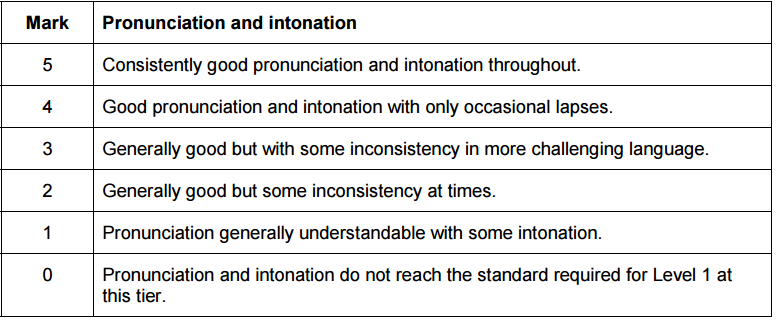 Mark Pronunciation and intonation
5 Consistently good pronunciation and intonation throughout.
4 Good pronunciation and intonation with only occasional lapses.
3 Generally good but with some inconsistency in more challenging language.
2 Generally good but some inconsistency at times.
1 Pronunciation generally understandable with some intonation.
0 Pronunciation and intonation do not reach the standard required for Level 1 at
this tier.